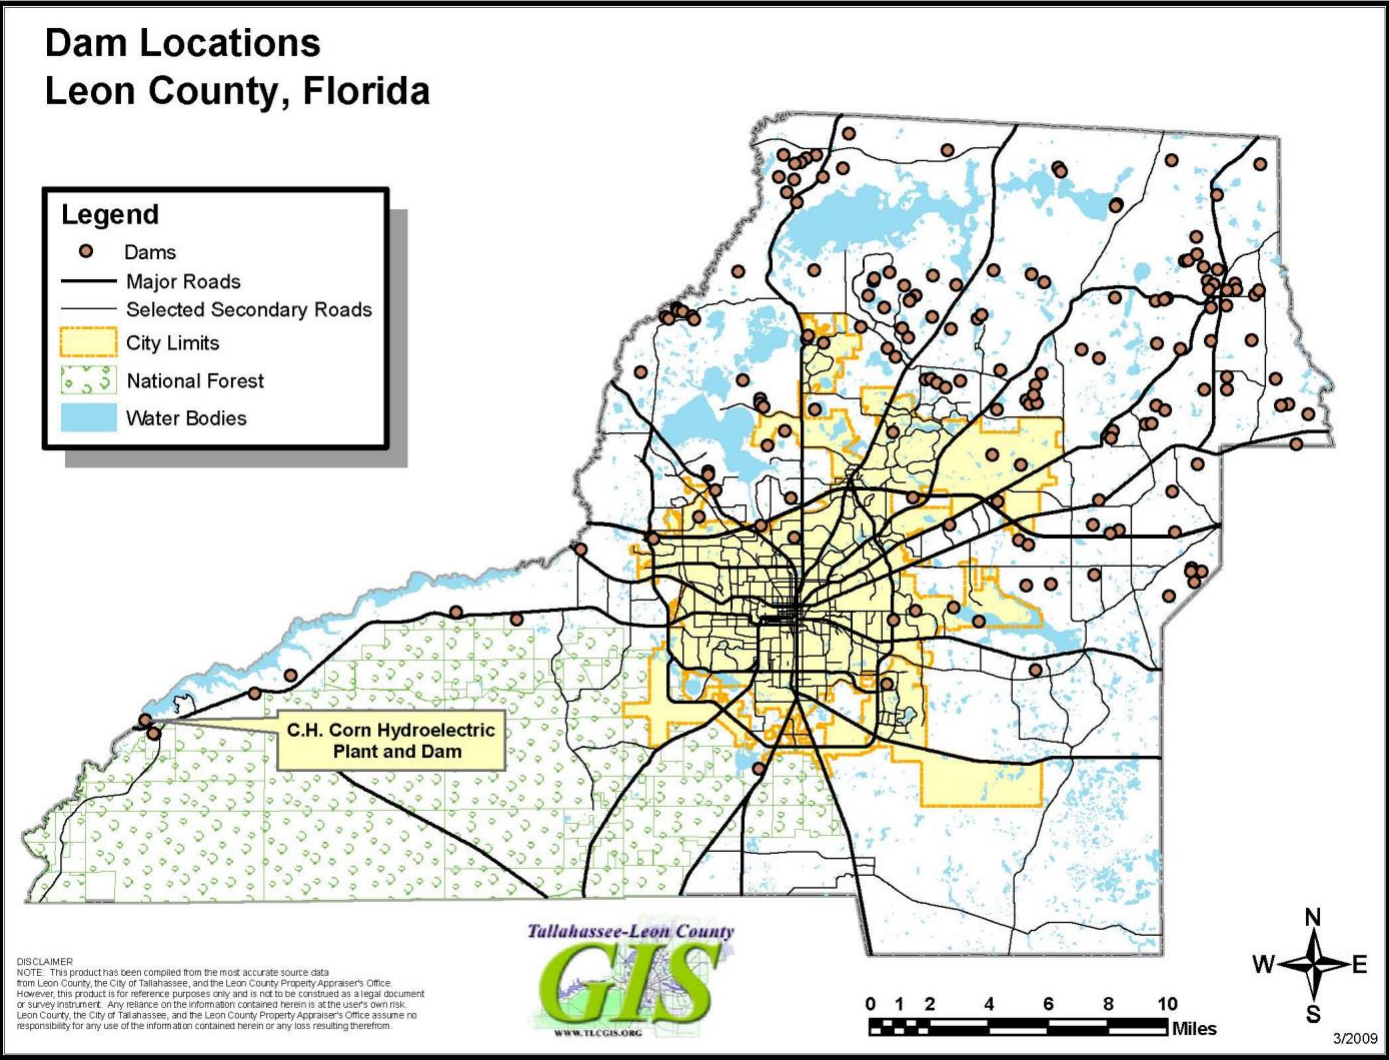 Dam Locations
Leon County, Florida
Legend
Dams
Major Roads
Selected Secondary Roads
City Limits
National Forest
Water Bodies
C.H. Corn Hydroelectric
Plant and Dam
Tallahassee-Leon County
GIS
WWW.TLCGIS.ORG
DISCLAIMER
NOTE: This product has been compiled from the most accurate source data
from Leon County, the City of Tallahassee, and the Leon County Property Appraiser's Office.
However, this product is for reference purposes only and is not to be construed as a legal document
or survey instrument. Any reliance on the information contained herein is at the user's own risk.
Leon County, the City of Tallahassee, and the Leon County Property Appraiser's Office assume no
responsibility for any use of the information contained herein or any loss resulting therefrom.
N
W E
S
0 1 2 4 6 8 10
Miles
3/2009